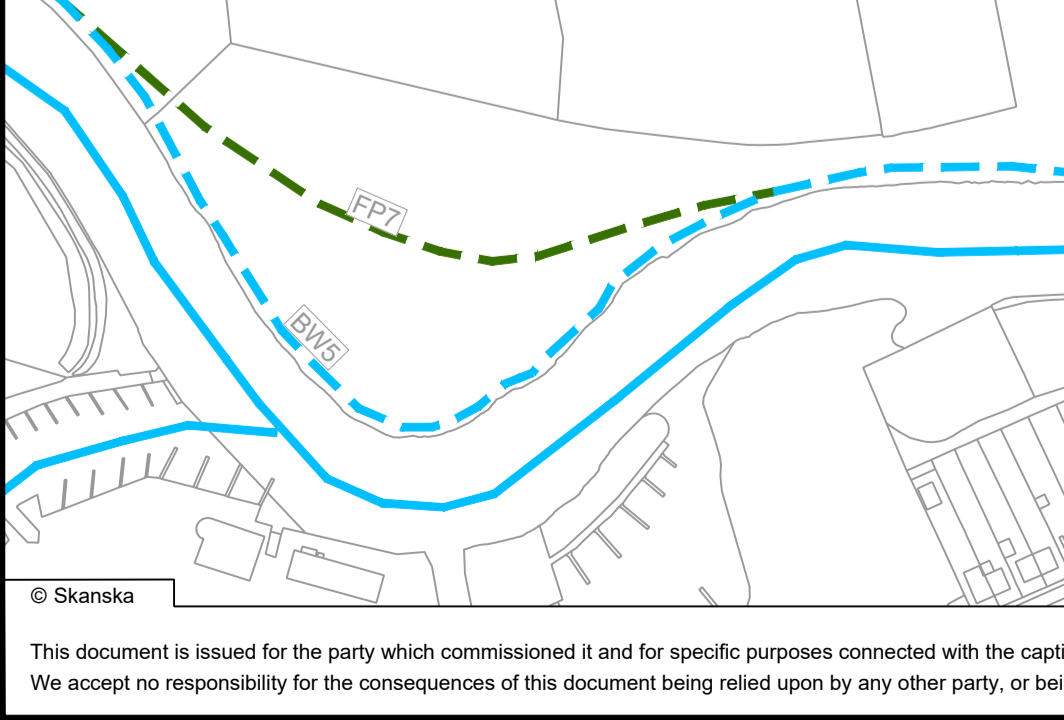 FP7
BW5
© Skanska
This document is issued for the party which commissioned it and for specific purposes connected with the
We accept no responsibility for the consequences of this document being relied upon by any other party, or